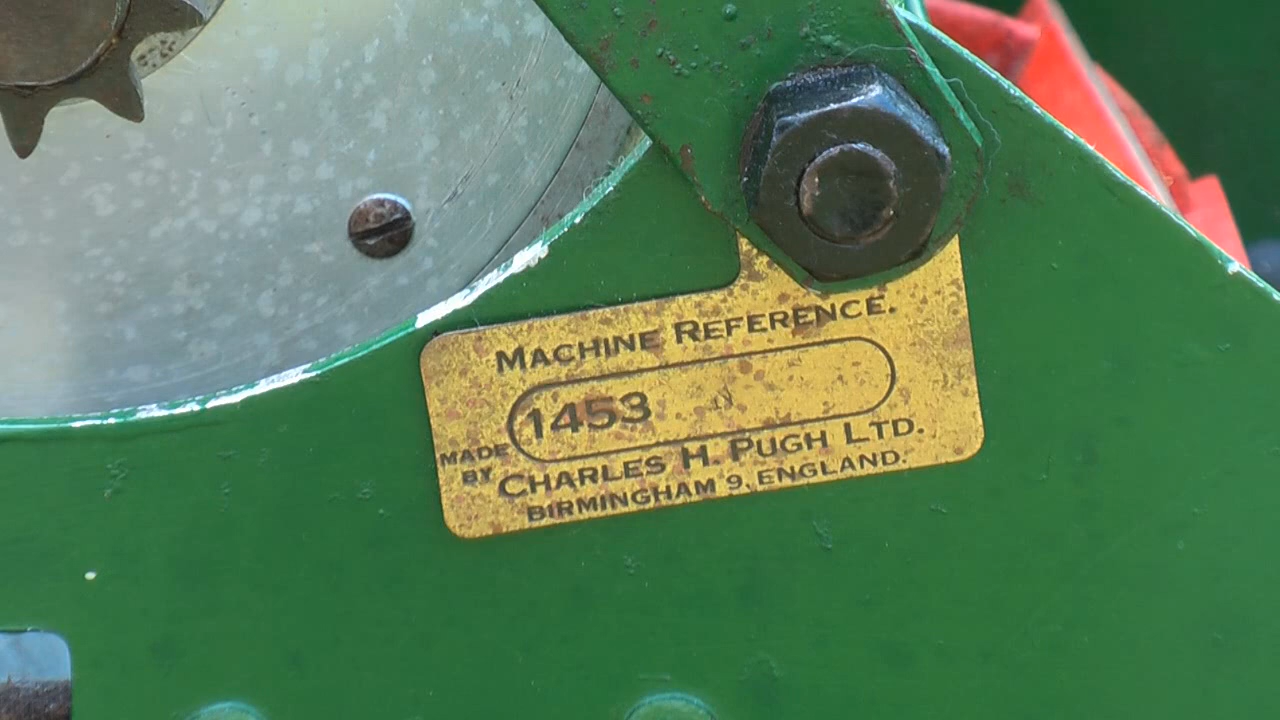 MACHINE REFERENCE.
1453
MADE BY CHARLES H. PUGH LTD.
BIRMINGHAM 9, ENGLAND.